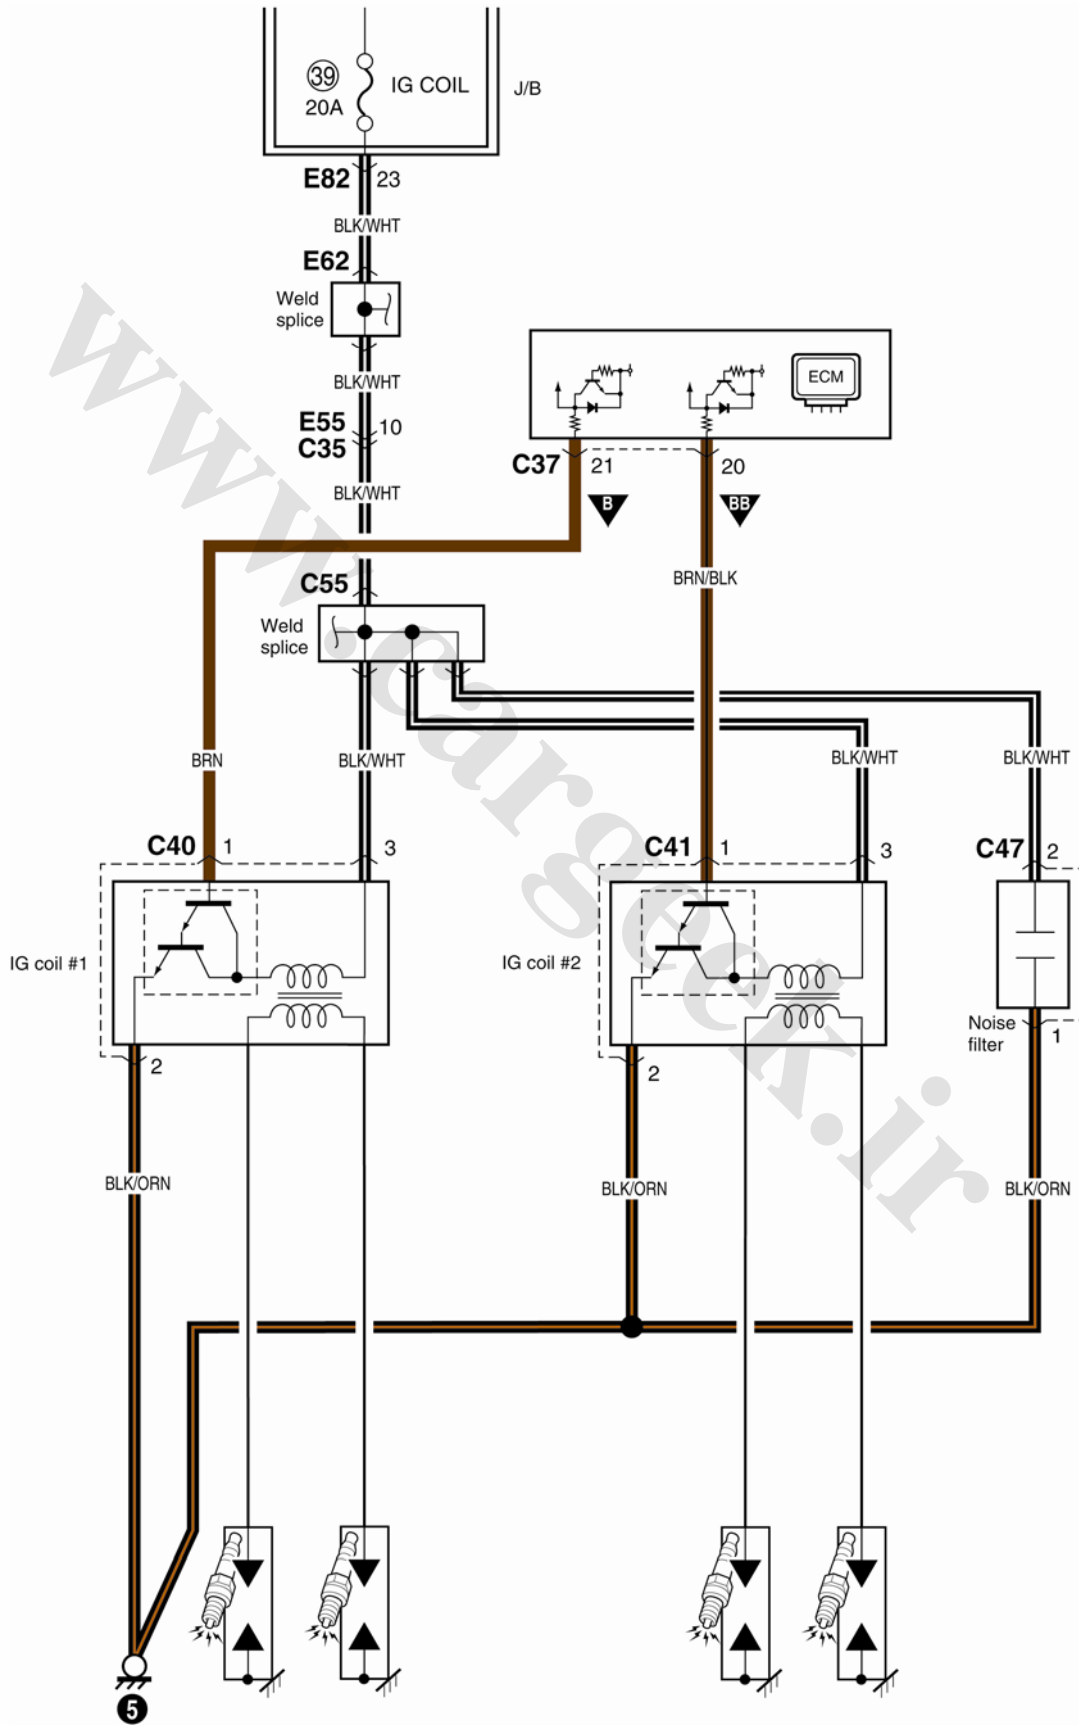 39
20A
IG COIL
J/B
E82 23
BLK/WHT
E62
Weld
splice
BLK/WHT
E55 10
C35
BLK/WHT
ECM
C37 21 20
B BB
C55
BRN/BLK
Weld
splice
BRN BLK/WHT BLK/WHT BLK/WHT
C40 1 3 C41 1 3 C47 2
IG coil #1
IG coil #2
Noise
filter
1
2
2
BLK/ORN BLK/ORN BLK/ORN
5
www.cargeek.ir